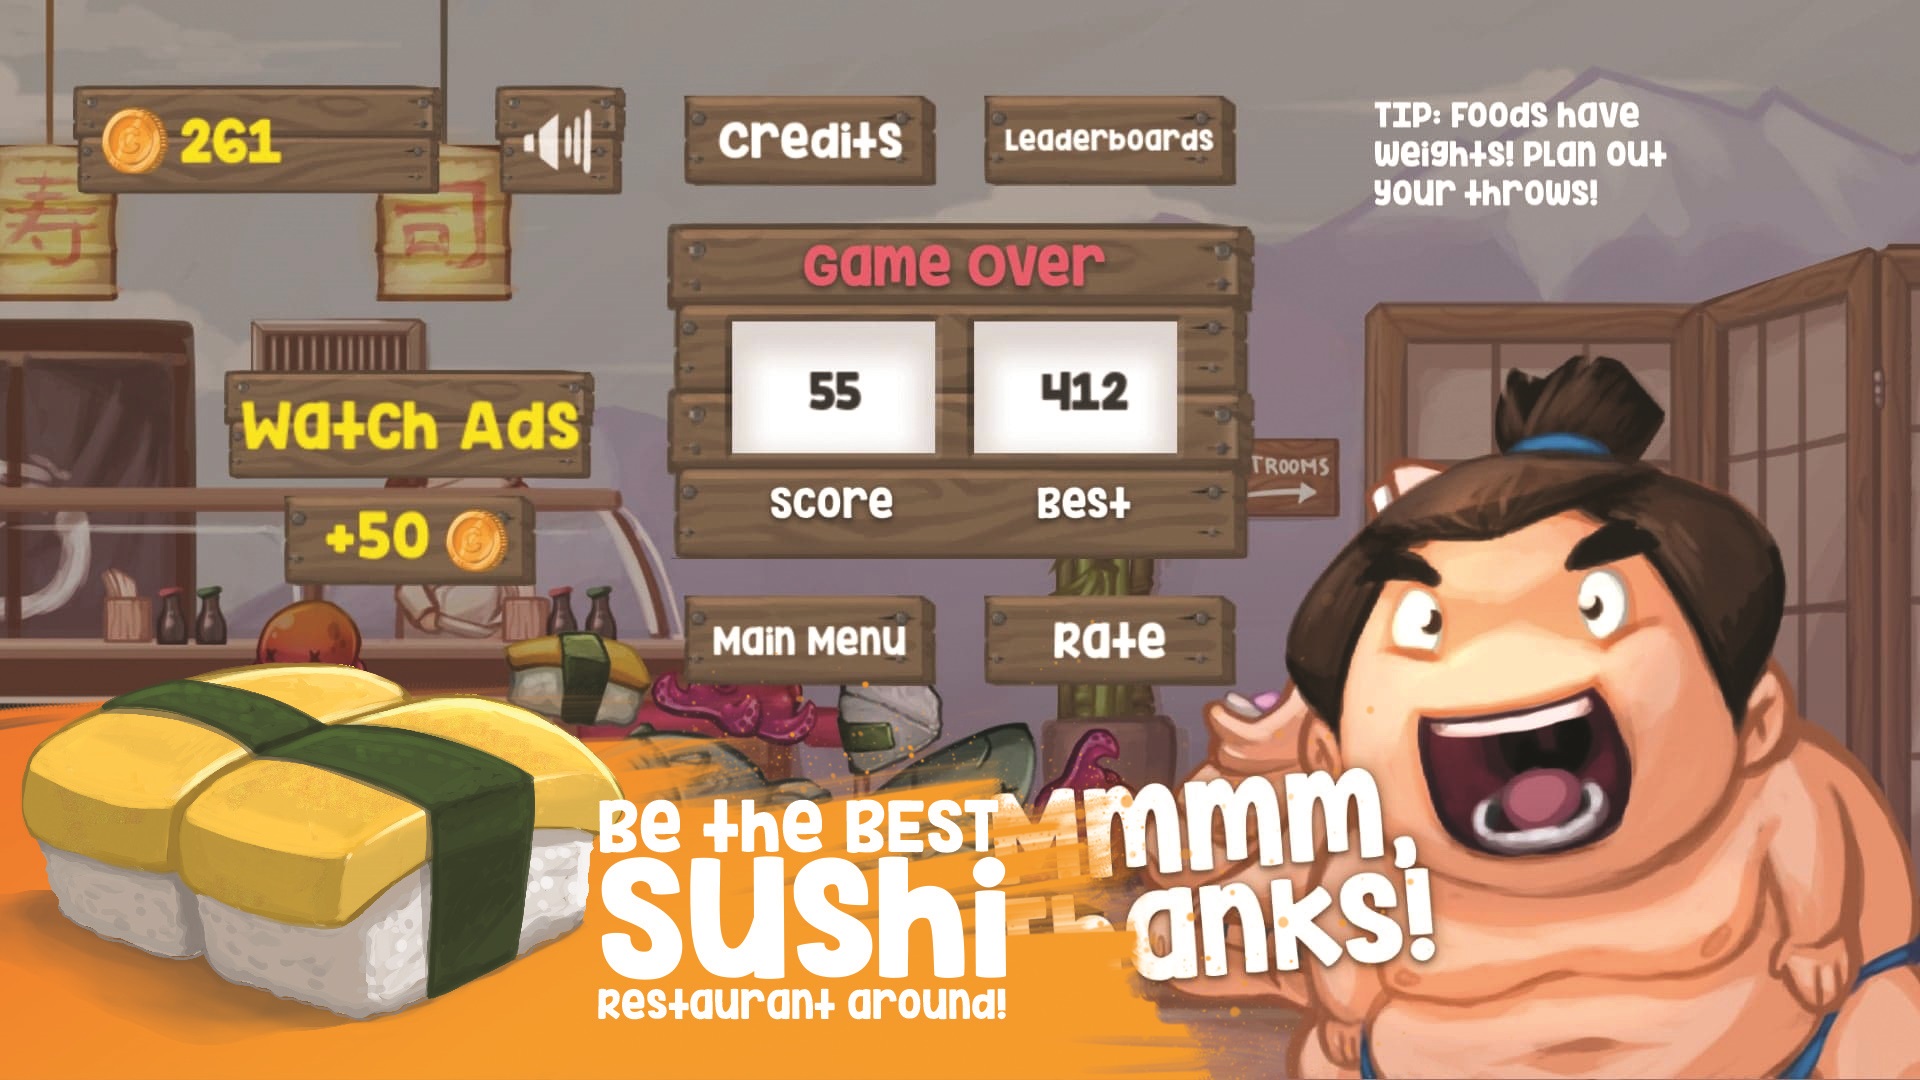 261
Credits
Leaderboards
TIP: Foods have
weights! Plan out
your throws!
寿
司
Game Over
55
412
Score
Best
Watch Ads
+50
TROOMS
Main Menu
Rate
Be the BEST
Sushi
Restaurant around!
Mmmm,
Thanks!